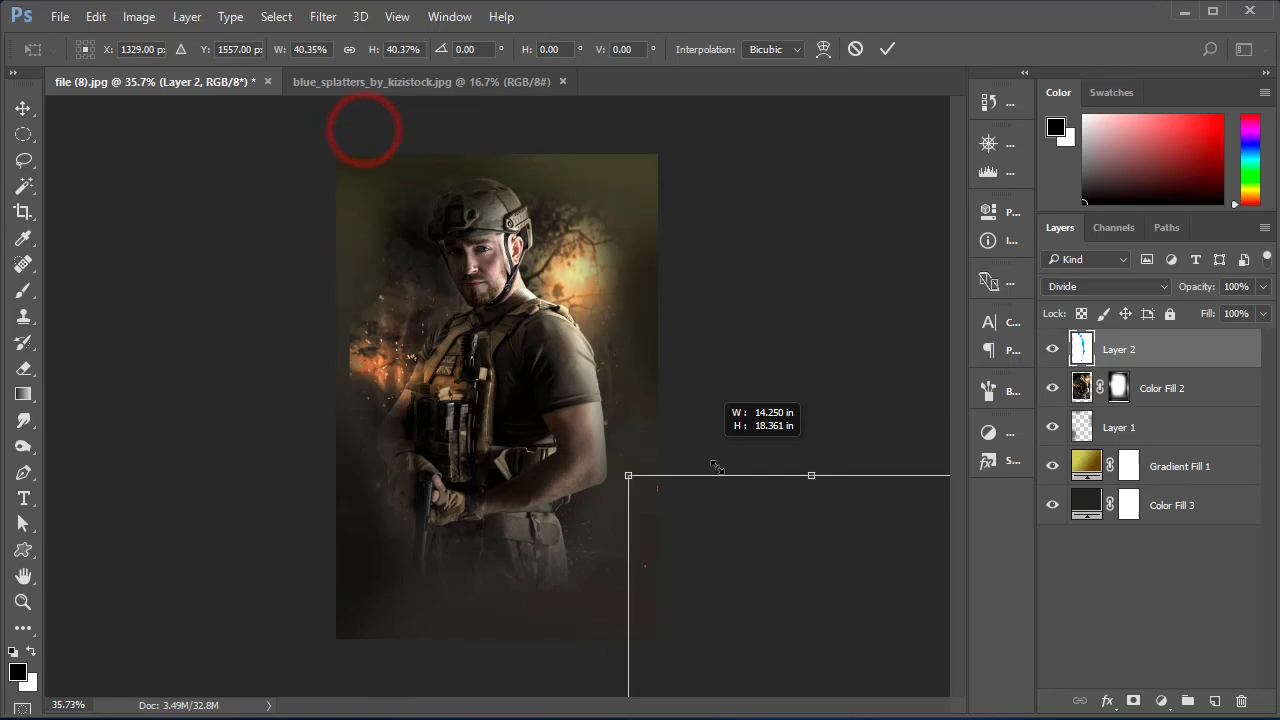 Ps File Edit Image Layer Type Select Filter 3D View Window Help
X: 1329.00 px Y: 1557.00 px W: 40.35% H: 40.37% 0.00 ° H: 0.00 ° V: 0.00 ° Interpolation: Bicubic
file (8).jpg @ 35.7% (Layer 2, RGB/8*) * × blue_splatters_by_kizistock.jpg @ 16.7% (RGB/8#) ×
Color Swatches
...
...
...
P...
I...
...
C...
P...
B...
...
S...
Layers Channels Paths
Kind
Divide Opacity: 100%
Lock: Fill: 100%
Layer 2
Color Fill 2
Layer 1
Gradient Fill 1
Color Fill 3
W: 14.250 in
H: 18.361 in
35.73% Doc: 3.49M/32.8M